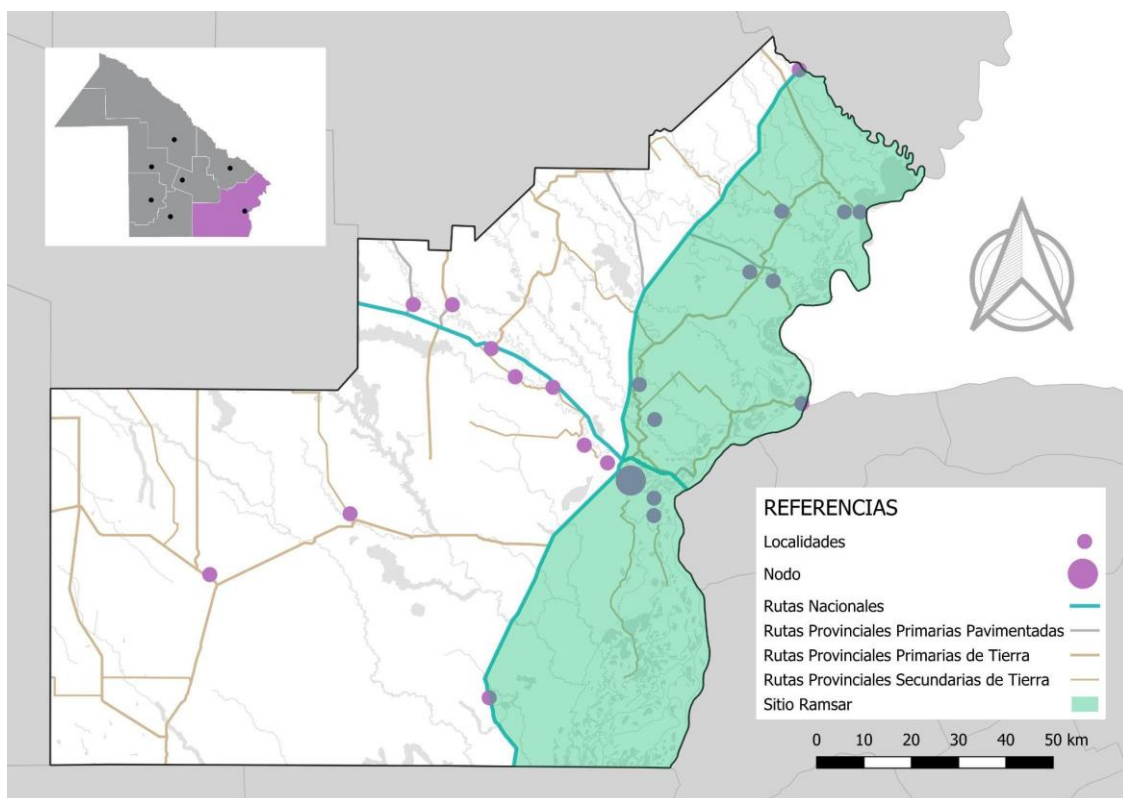 REFERENCIAS
Localidades
Nodo
Rutas Nacionales
Rutas Provinciales Primarias Pavimentadas
Rutas Provinciales Primarias de Tierra
Rutas Provinciales Secundarias de Tierra
Sitio Ramsar
0 10 20 30 40 50 km